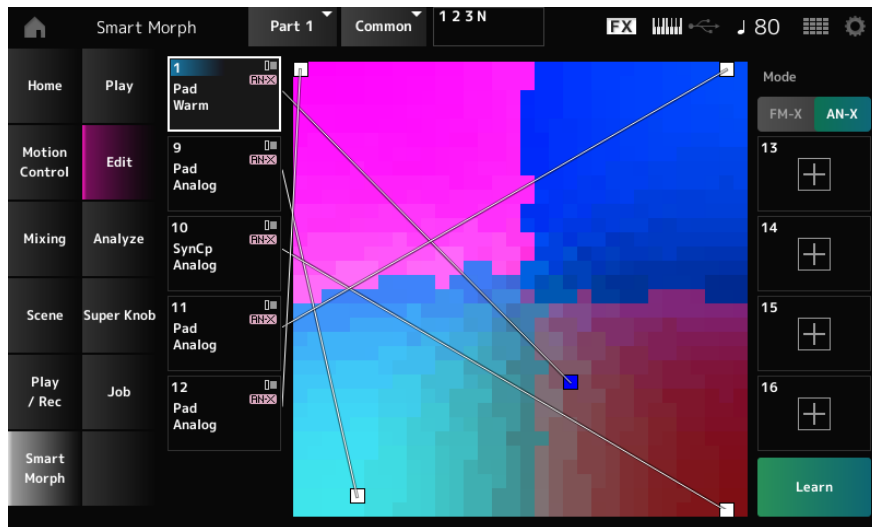 Smart Morph
Part 1
Common
1 2 3 N
FX
80
Home
Play
Motion
Control
Edit
Mixing
Analyze
Scene
Super Knob
Play
/ Rec
Job
Smart
Morph
1
AN-X
Pad
Warm
9
AN-X
Pad
Analog
10
AN-X
SynCp
Analog
11
AN-X
Pad
Analog
12
AN-X
Pad
Analog
Mode
FM-X AN-X
13
14
15
16
Learn